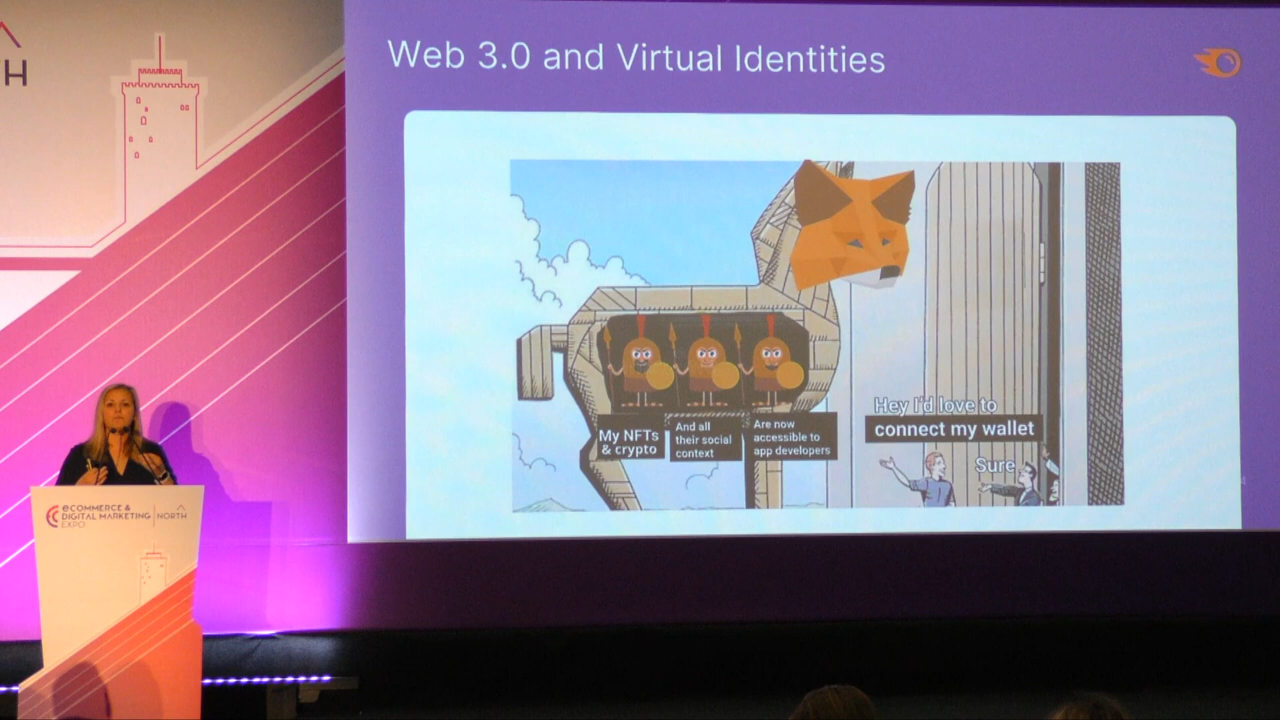 TH
Web 3.0 and Virtual Identities
My NFTs
& crypto
And all
their social
context
Are now
accessible to
app developers
Hey I'd love to
connect my wallet
Sure
eCOMMERCE &
DIGITAL MARKETING
EXPO
NORTH